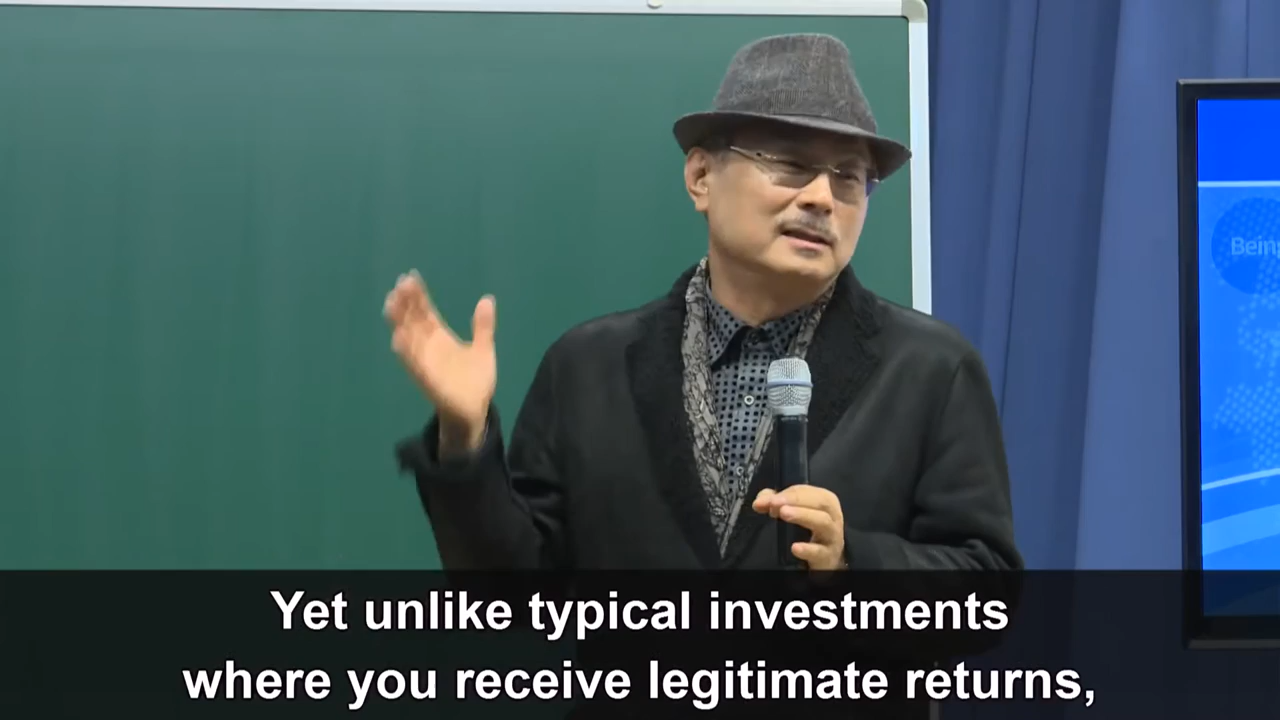 Yet unlike typical investments
where you receive legitimate returns,